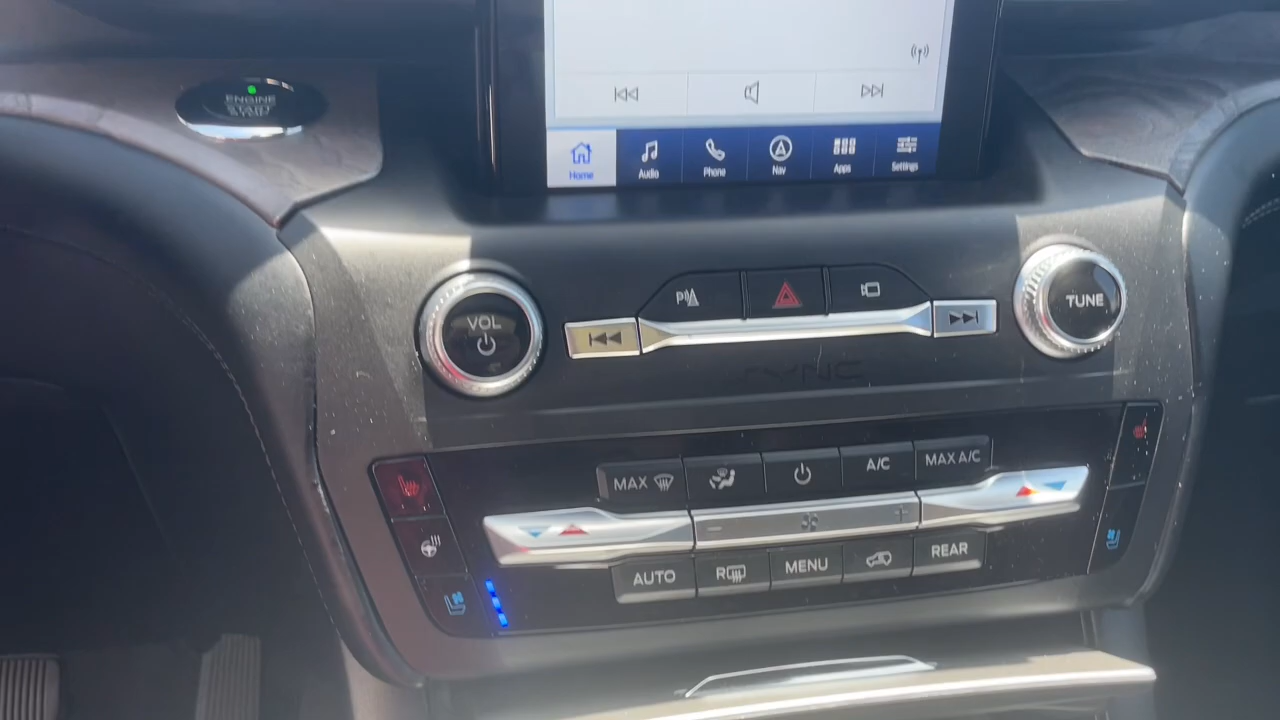 ENGINE
START
STOP
Home
Audio
Phone
Nav
Apps
Settings
VOL
TUNE
SYNC
MAX
A/C
MAX A/C
AUTO
R
MENU
REAR